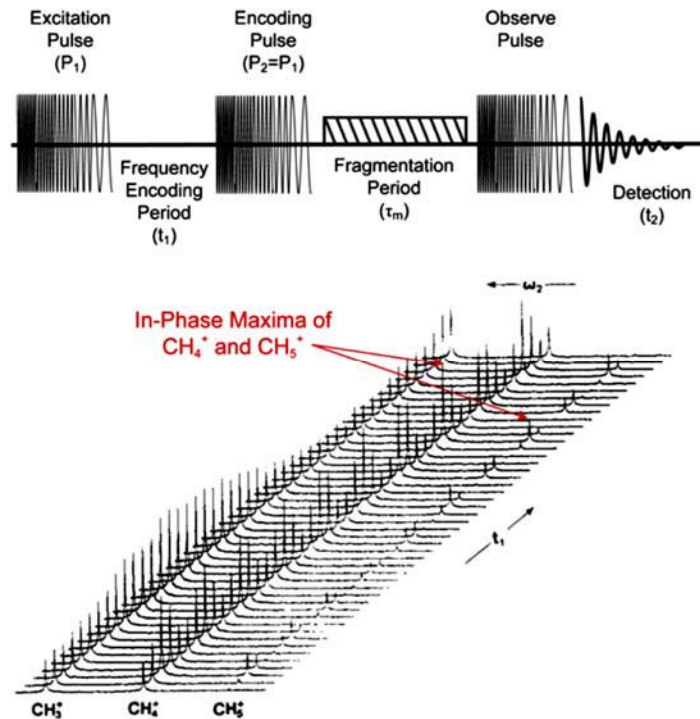 Excitation
Pulse
(P₁)
Encoding
Pulse
(P₂=P₁)
Observe
Pulse
Frequency
Encoding
Period
(t₁)
Fragmentation
Period
(τₘ)
Detection
(t₂)
ω₂
In-Phase Maxima of
CH₄⁺ and CH₅⁺
t₁
CH₃⁺
CH₄⁺
CH₅⁺